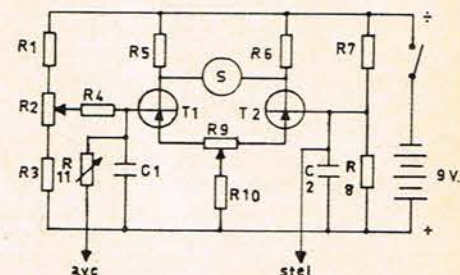 ÷
R1
R5
R6
R7
S
R2
R4
T1
T2
R9
R3
R
11
C1
R10
C
2
R
8
9 V.
+
avc
stel